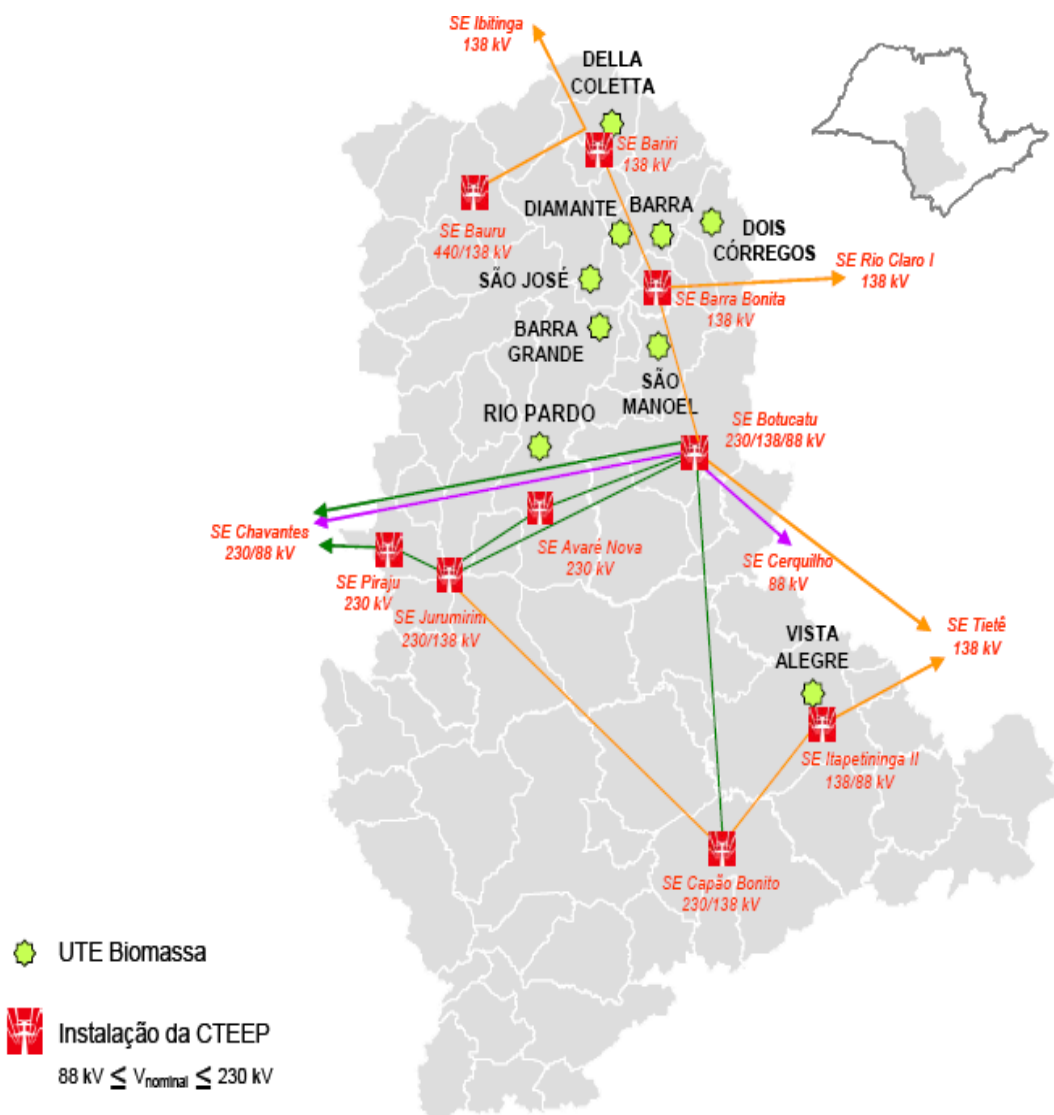 SE Ibitinga
138 kV
DELLA
COLETTA
SE Bariri
138 kV
SE Bauru
440/138 kV
DIAMANTE
BARRA
DOIS
CÓRREGOS
SÃO JOSÉ
SE Rio Claro I
138 kV
SE Barra Bonita
138 kV
BARRA
GRANDE
SÃO
MANOEL
RIO PARDO
SE Botucatu
230/138/88 kV
SE Chavantes
230/88 kV
SE Avaré Nova
230 kV
SE Cerquilho
88 kV
SE Piraju
230 kV
SE Jurumirim
230/138 kV
SE Tietê
138 kV
VISTA
ALEGRE
SE Itapetininga II
138/88 kV
SE Capão Bonito
230/138 kV
UTE Biomassa
Instalação da CTEEP
88 kV ≤ Vnominal ≤ 230 kV